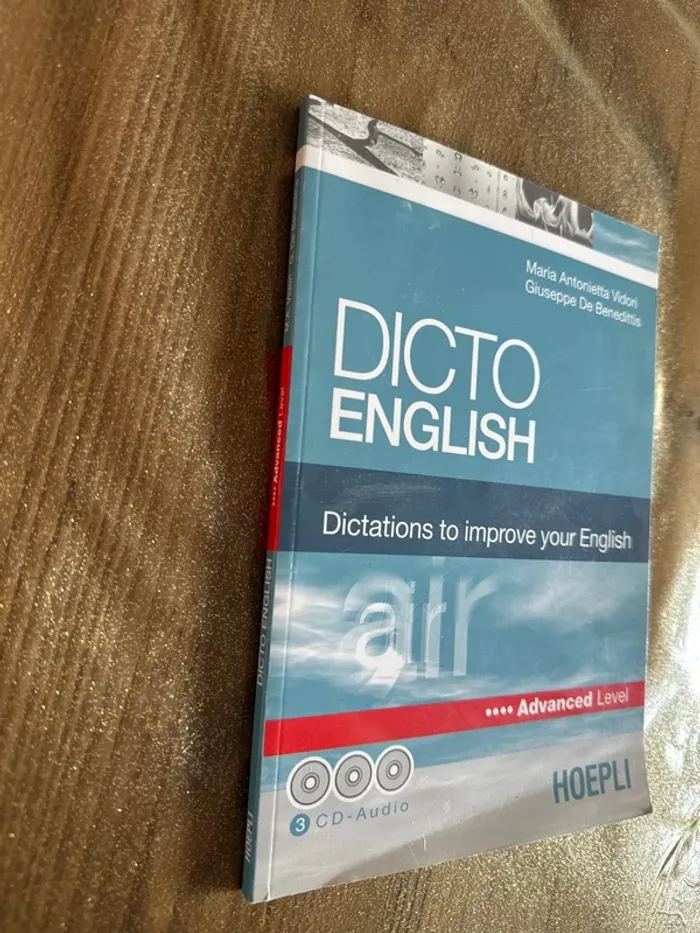 Maria Antonietta Vidori
Giuseppe De Benedittis
DICTO
ENGLISH
Dictations to improve your English
air
•••• Advanced Level
3 CD-Audio
HOEPLI
•••• Advanced Level
DICTO ENGLISH
HOEPLI